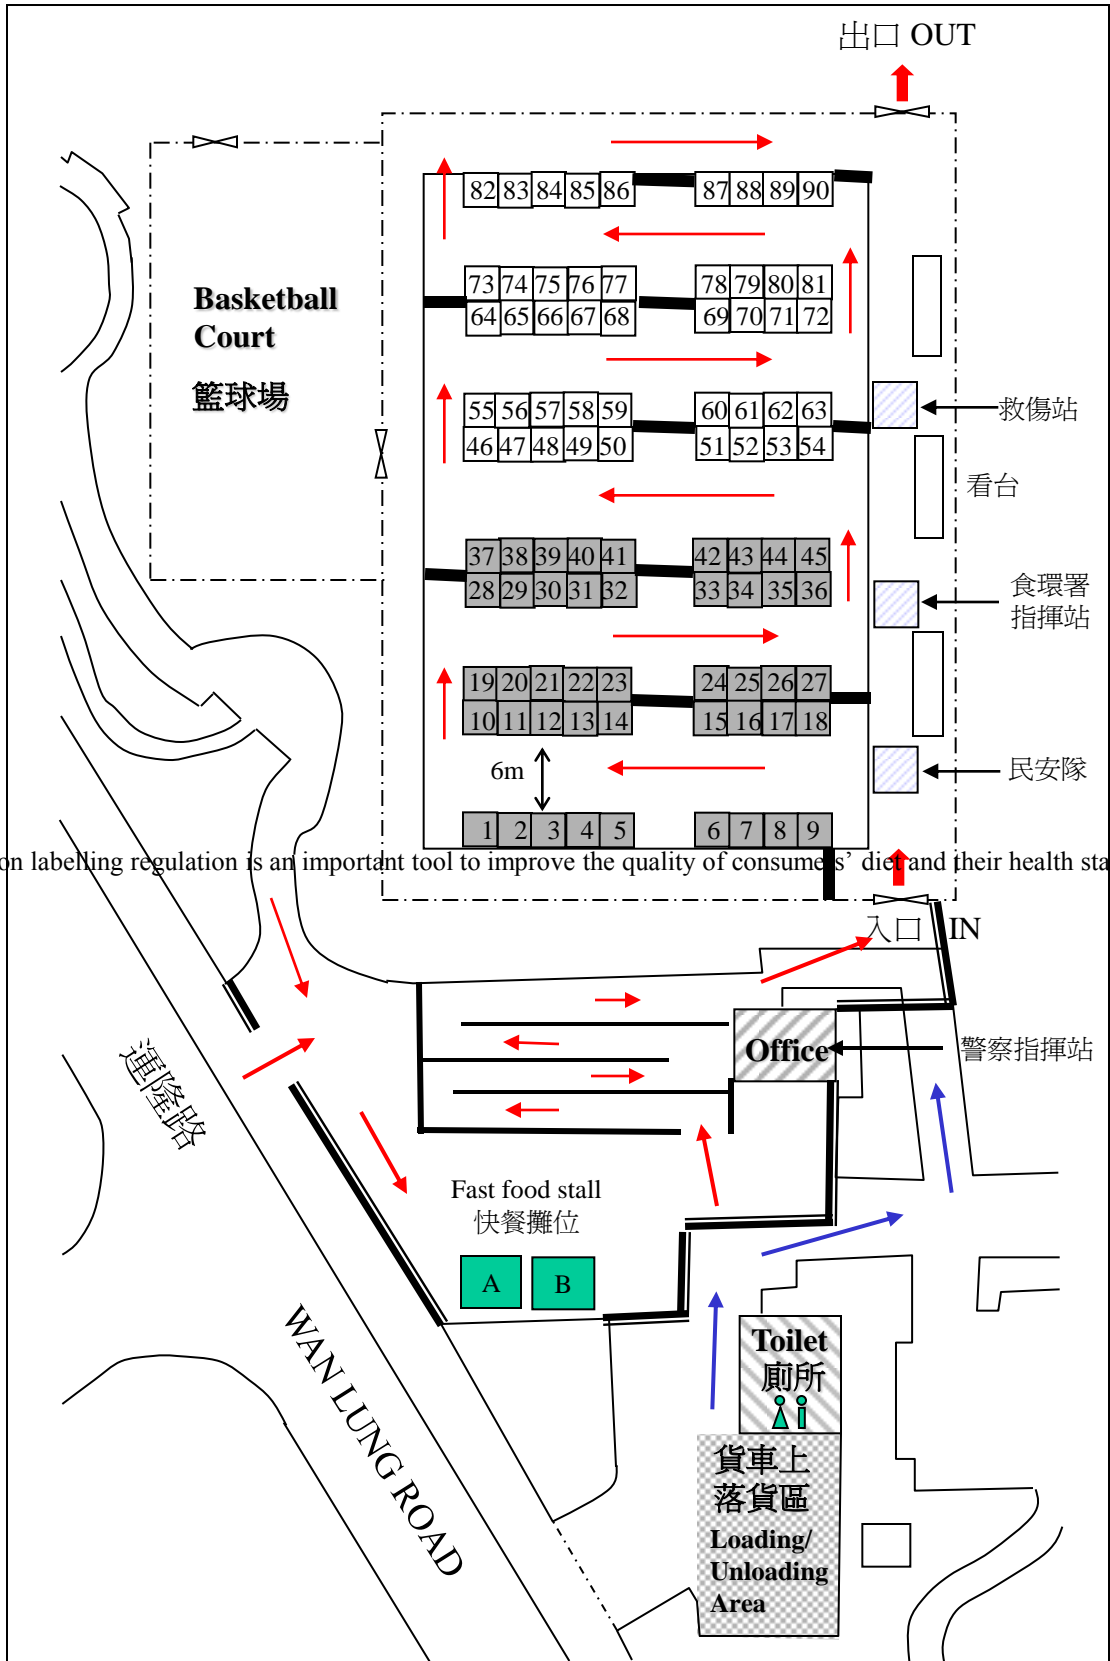 出口 OUT
82 83 84 85 86 87 88 89 90
73 74 75 76 77 78 79 80 81
64 65 66 67 68 69 70 71 72
Basketball
Court
籃球場
55 56 57 58 59 60 61 62 63
46 47 48 49 50 51 52 53 54
救傷站
看台
37 38 39 40 41 42 43 44 45
28 29 30 31 32 33 34 35 36
食環署
指揮站
19 20 21 22 23 24 25 26 27
10 11 12 13 14 15 16 17 18
6m
民安隊
1 2 3 4 5 6 7 8 9
on labelling regulation is an important tool to improve the quality of consumers’ diet and their health sta
入口 IN
Office
警察指揮站
運隆路
Fast food stall
快餐攤位
A B
WAN LUNG ROAD
Toilet
廁所
貨車上
落貨區
Loading/
Unloading
Area